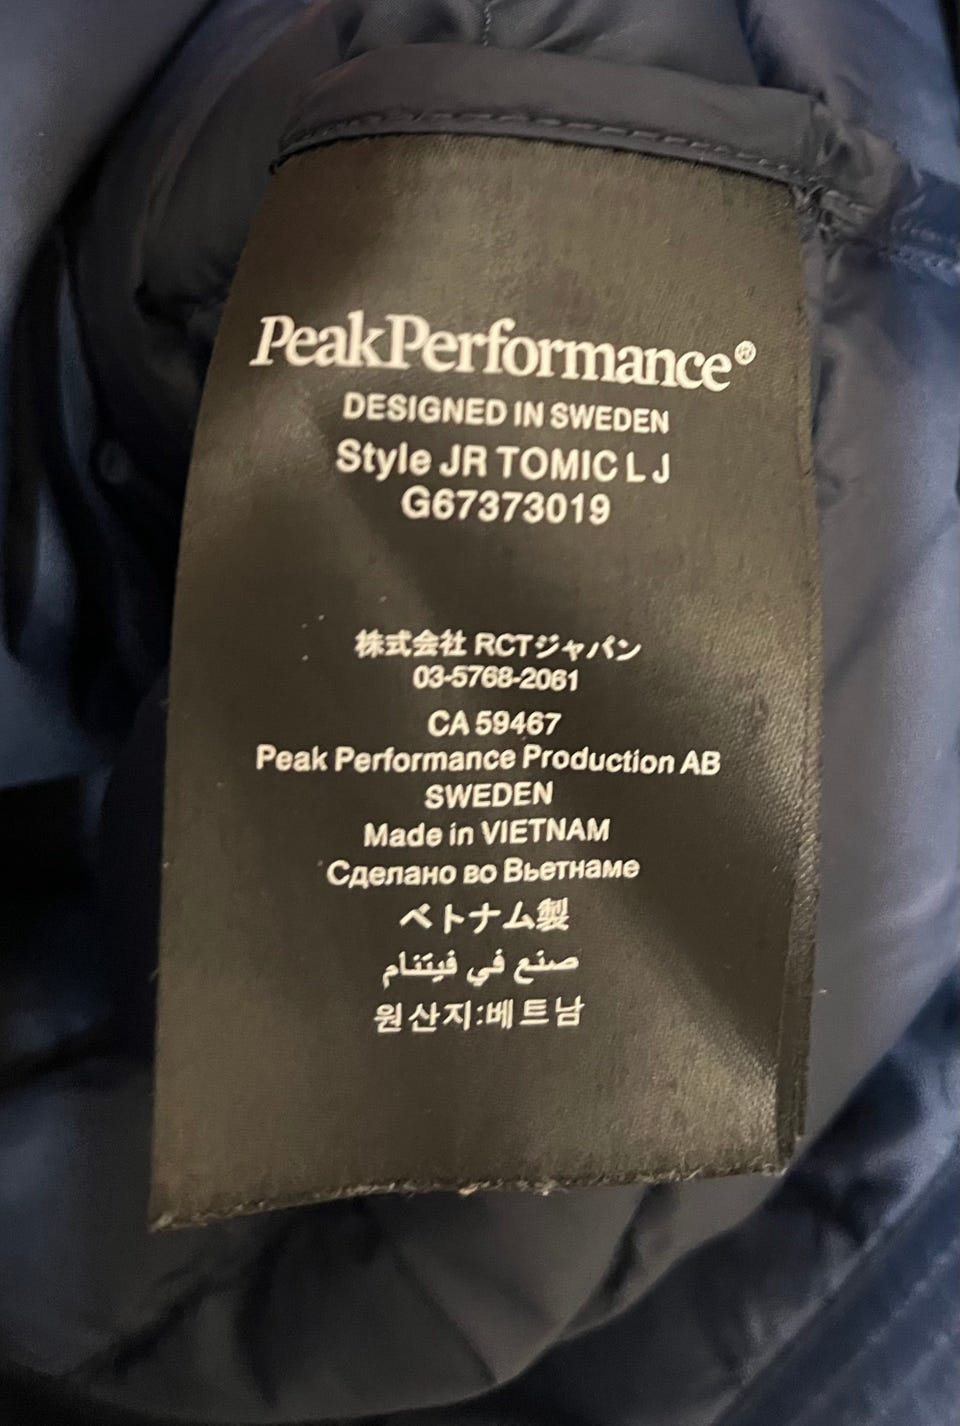 PeakPerformance®
DESIGNED IN SWEDEN
Style JR TOMIC L J
G67373019
株式会社 RCTジャパン
03-5768-2061
CA 59467
Peak Performance Production AB
SWEDEN
Made in VIETNAM
Сделано во Вьетнаме
ベトナム製
صنع في فيتنام
원산지:베트남